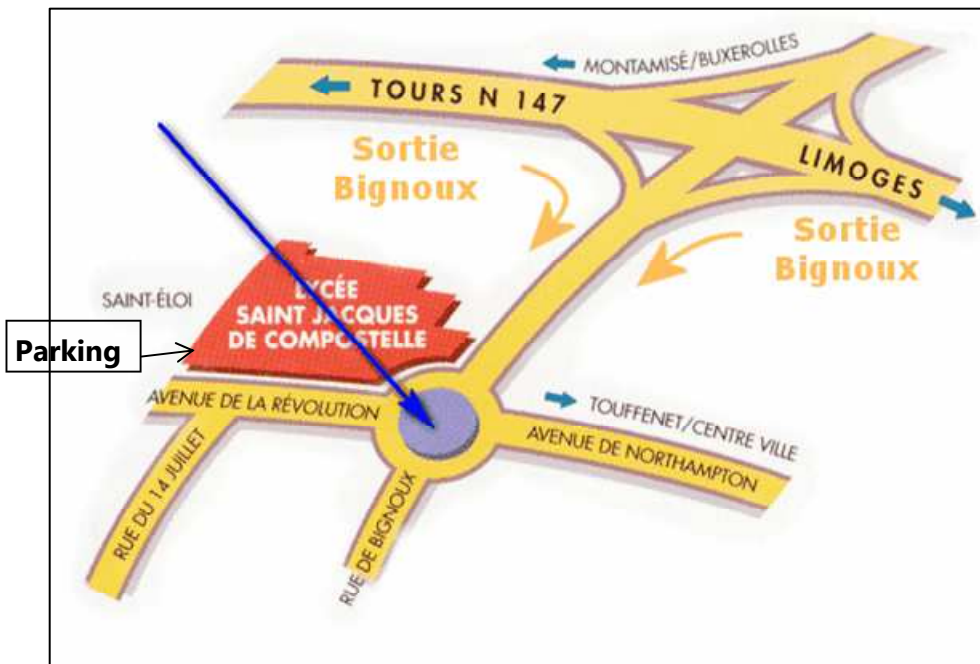 MONTAMISÉ/BUXEROLLES
TOURS N 147
LIMOGES
Sortie
Bignoux
Sortie
Bignoux
SAINT-ÉLOI
LYCÉE
SAINT JACQUES
DE COMPOSTELLE
Parking
AVENUE DE LA RÉVOLUTION
TOUFFENET/CENTRE VILLE
AVENUE DE NORTHAMPTON
RUE DU 14 JUILLET
RUE DE BIGNOUX